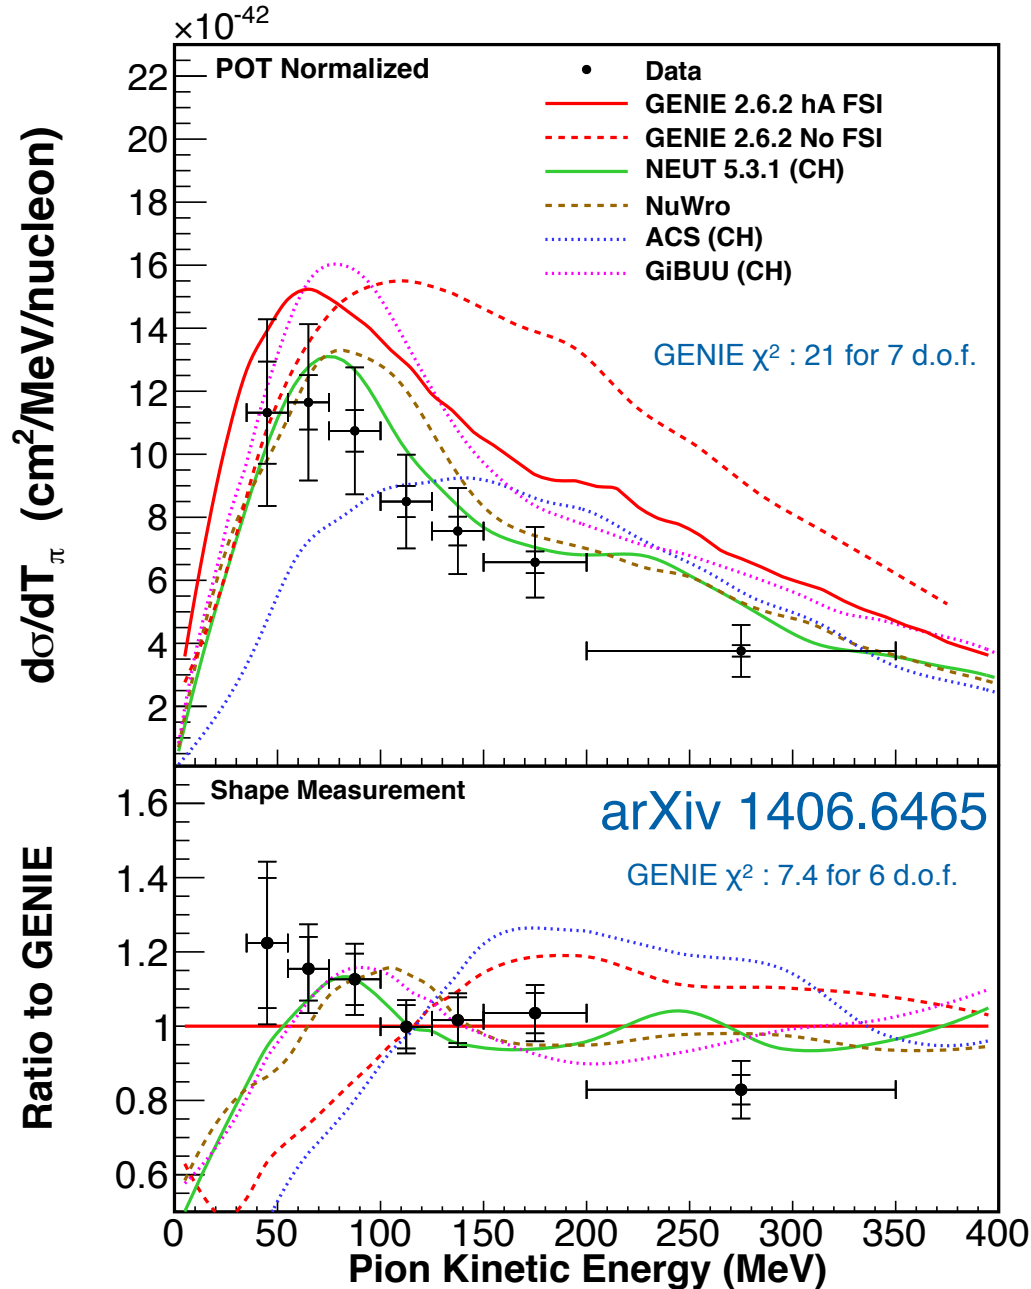 ×10⁻⁴²
POT Normalized
Data
GENIE 2.6.2 hA FSI
GENIE 2.6.2 No FSI
NEUT 5.3.1 (CH)
NuWro
ACS (CH)
GiBUU (CH)
GENIE χ² : 21 for 7 d.o.f.
dσ/dT_π (cm²/MeV/nucleon)
22
20
18
16
14
12
10
8
6
4
2
Shape Measurement
arXiv 1406.6465
GENIE χ² : 7.4 for 6 d.o.f.
Ratio to GENIE
1.6
1.4
1.2
1
0.8
0.6
0 50 100 150 200 250 300 350 400
Pion Kinetic Energy (MeV)